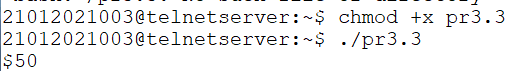 21012021003@telnetserver:~$ chmod +x pr3.3
21012021003@telnetserver:~$ ./pr3.3
$50